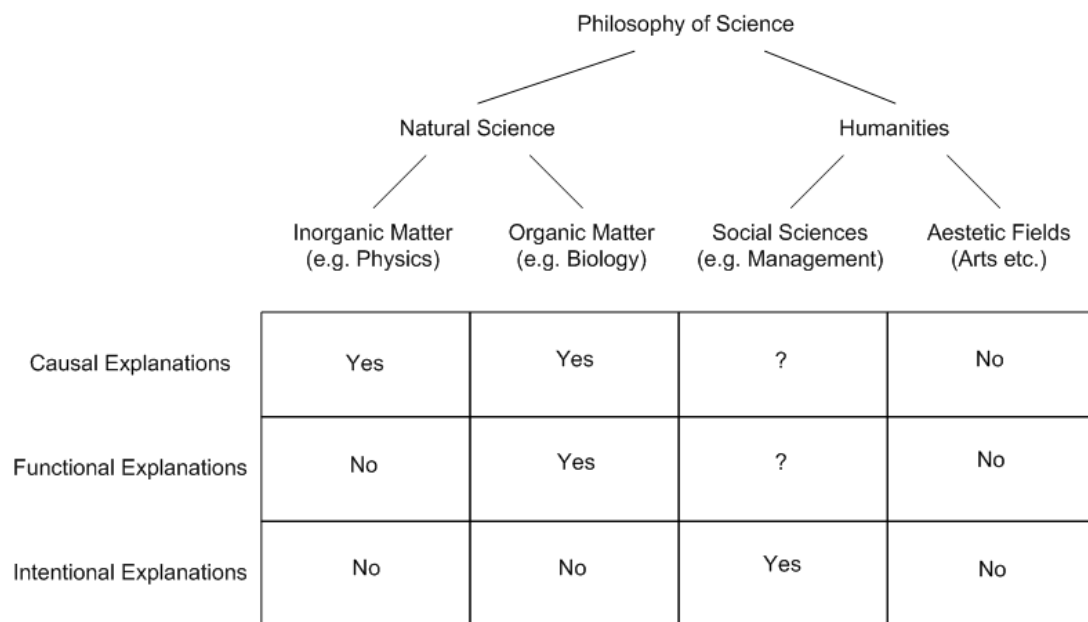 Philosophy of Science
Natural Science
Humanities
Inorganic Matter
(e.g. Physics)
Organic Matter
(e.g. Biology)
Social Sciences
(e.g. Management)
Aestetic Fields
(Arts etc.)
Causal Explanations
Yes
Yes
?
No
Functional Explanations
No
Yes
?
No
Intentional Explanations
No
No
Yes
No